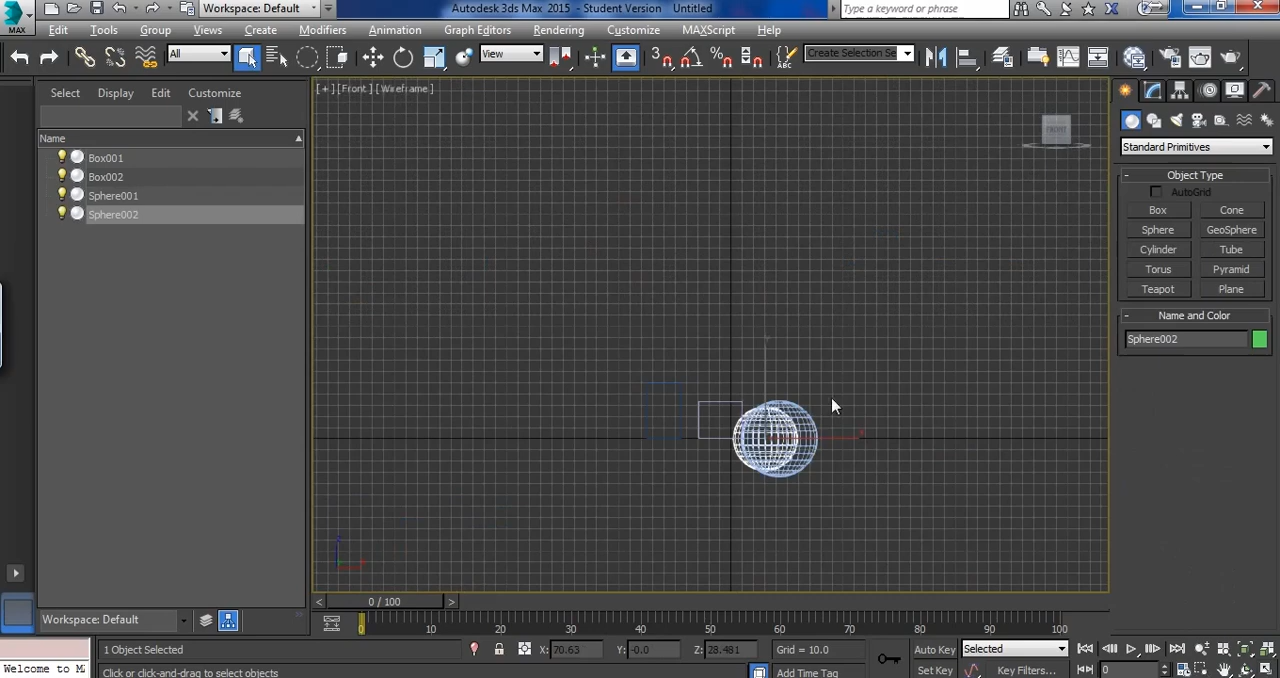 Workspace: Default
Autodesk 3ds Max 2015 - Student Version Untitled
Type a keyword or phrase
MAX
Edit Tools Group Views Create Modifiers Animation Graph Editors Rendering Customize MAXScript Help
All
View
Create Selection Se
Select Display Edit Customize
[ + ] [ Front ] [ Wireframe ]
FRONT
Name
Box001
Box002
Sphere001
Sphere002
Standard Primitives
- Object Type
AutoGrid
Box Cone
Sphere GeoSphere
Cylinder Tube
Torus Pyramid
Teapot Plane
- Name and Color
Sphere002
< 0 / 100 >
Workspace: Default
0 10 20 30 40 50 60 70 80 90 100
1 Object Selected
X: 70.63 Y: -0.0 Z: 28.481 Grid = 10.0
Auto Key Selected
Welcome to M
Click or click-and-drag to select objects
Add Time Tag
Set Key Key Filters... 0